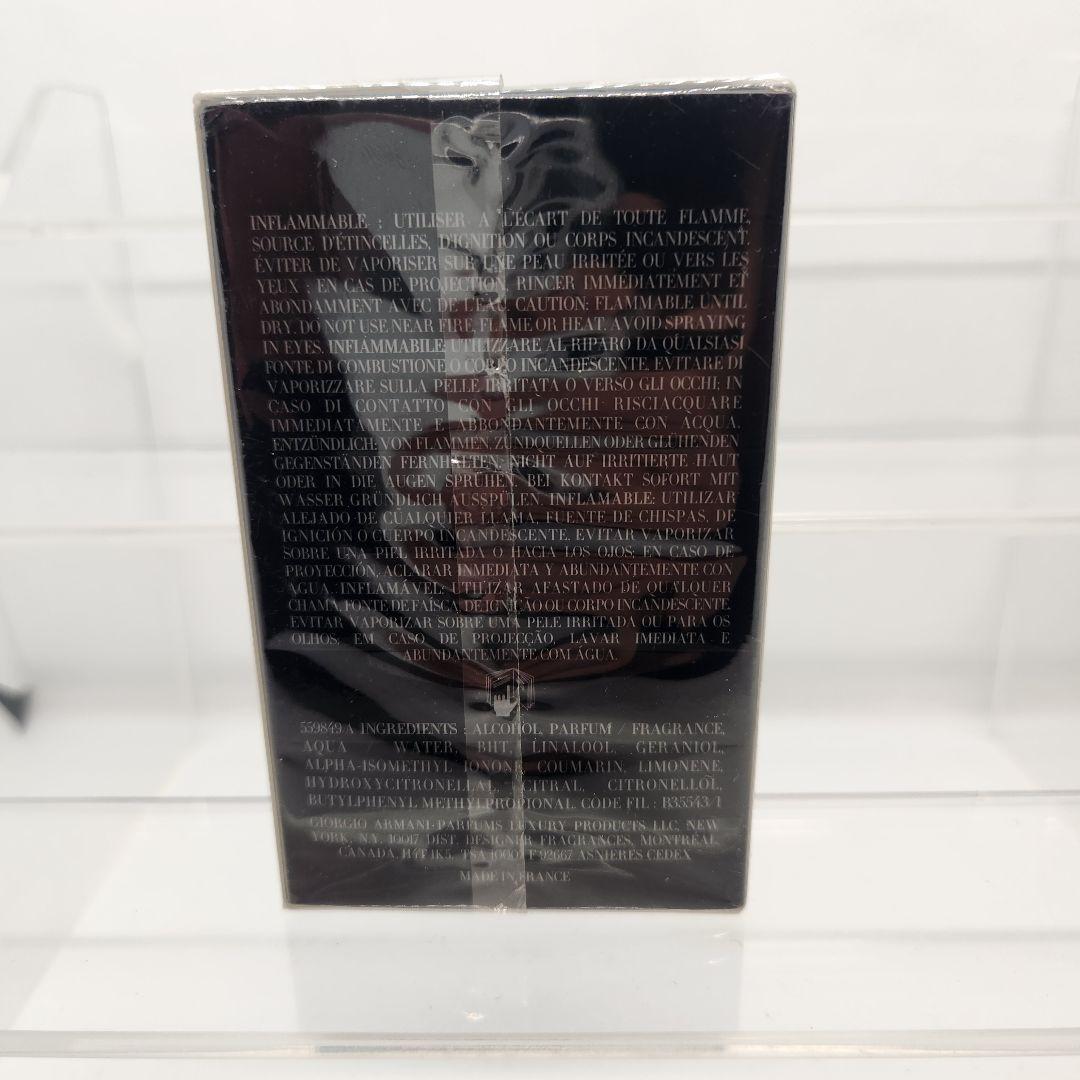 INFLAMMABLE : UTILISER A L'ÉCART DE TOUTE FLAMME,
SOURCE D'ÉTINCELLES, D'IGNITION OU CORPS INCANDESCENT.
ÉVITER DE VAPORISER SUR UNE PEAU IRRITÉE OU VERS LES
YEUX ; EN CAS DE PROJECTION, RINCER IMMEDIATEMENT ET
ABONDAMMENT AVEC DE L'EAU. CAUTION: FLAMMABLE UNTIL
DRY. DO NOT USE NEAR FIRE, FLAME OR HEAT. AVOID SPRAYING
IN EYES. INFIAMMABILE: UTILIZZARE AL RIPARO DA QUALSIASI
FONTE DI COMBUSTIONE O CORPO INCANDESCENTE. EVITARE DI
VAPORIZZARE SULLA PELLE IRRITATA O VERSO GLI OCCHI; IN
CASO DI CONTATTO CON GLI OCCHI RISCIACQUARE
IMMEDIATAMENTE E ABBONDANTEMENTE CON ACQUA.
ENTZÜNDLICH: VON FLAMMEN, ZÜNDQUELLEN ODER GLÜHENDEN
GEGENSTÄNDEN FERNHALTEN; NICHT AUF IRRITIERTE HAUT
ODER IN DIE AUGEN SPRÜHEN. BEI KONTAKT SOFORT MIT
WASSER GRÜNDLICH AUSSPÜLEN. INFLAMABLE: UTILIZAR
ALEJADO DE CUALQUIER LLAMA, FUENTE DE CHISPAS, DE
IGNICIÓN O CUERPO INCANDESCENTE. EVITAR VAPORIZAR
SOBRE UNA PIEL IRRITADA O HACIA LOS OJOS; EN CASO DE
PROYECCIÓN, ACLARAR INMEDIATA Y ABUNDANTEMENTE CON
AGUA. INFLAMÁVEL: UTILIZAR AFASTADO DE QUALQUER
CHAMA, FONTE DE FAÍSCA, DE IGNIÇÃO OU CORPO INCANDESCENTE.
EVITAR VAPORIZAR SOBRE UMA PELE IRRITADA OU PARA OS
OLHOS; EM CASO DE PROJECÇÃO, LAVAR IMEDIATA E
ABUNDANTEMENTE COM ÁGUA.
559849 A INGREDIENTS : ALCOHOL, PARFUM / FRAGRANCE,
AQUA / WATER, BHT, LINALOOL, GERANIOL,
ALPHA-ISOMETHYL IONONE, COUMARIN, LIMONENE,
HYDROXYCITRONELLAL, CITRAL, CITRONELLOL,
BUTYLPHENYL METHYLPROPIONAL. CODE FIL : B35543/1
GIORGIO ARMANI-PARFUMS LUXURY PRODUCTS LLC, NEW
YORK, N.Y. 10017. DIST. DESIGNER FRAGRANCES, MONTRÉAL
CANADA, H4T 1K5. TSA 10001, F 92667 ASNIERES CEDEX
MADE IN FRANCE